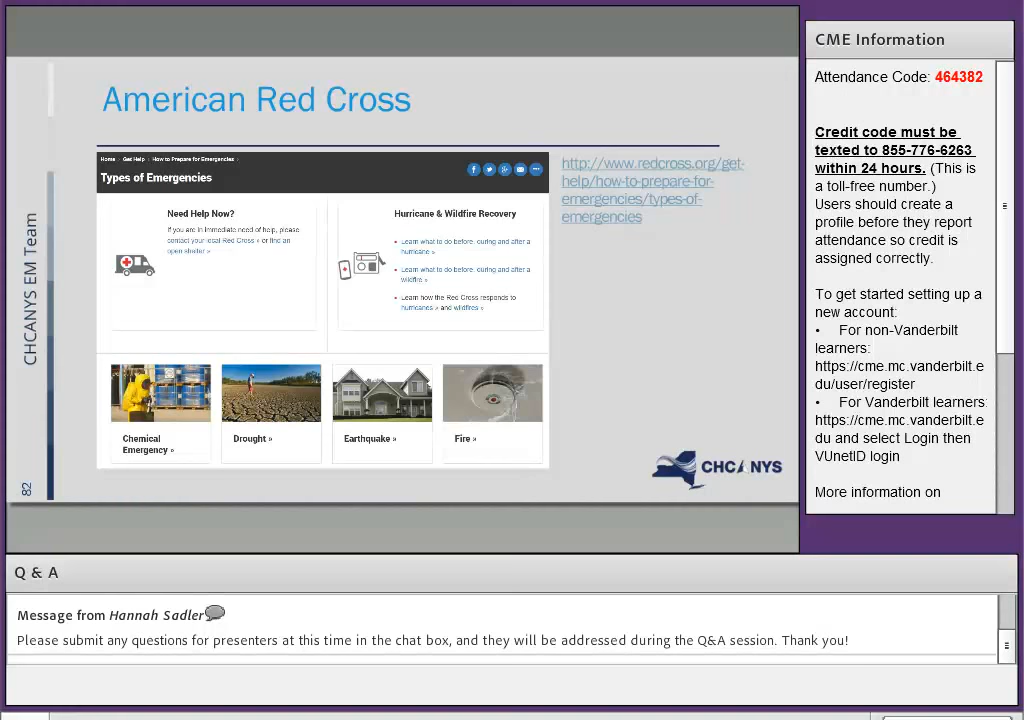 American Red Cross
Home › Get Help › How to Prepare for Emergencies ›
Types of Emergencies
Need Help Now?
If you are in immediate need of help, please
contact your local Red Cross » or find an
open shelter »
Hurricane & Wildfire Recovery
• Learn what to do before, during and after a
hurricane »
• Learn what to do before, during and after a
wildfire »
• Learn how the Red Cross responds to
hurricanes » and wildfires »
Chemical
Emergency »
Drought »
Earthquake »
Fire »
http://www.redcross.org/get-
help/how-to-prepare-for-
emergencies/types-of-
emergencies
CHCANYS EM Team
82
CHCANYS
CME Information
Attendance Code: 464382
Credit code must be
texted to 855-776-6263
within 24 hours. (This is
a toll-free number.)
Users should create a
profile before they report
attendance so credit is
assigned correctly.
To get started setting up a
new account:
• For non-Vanderbilt
learners:
https://cme.mc.vanderbilt.e
du/user/register
• For Vanderbilt learners:
https://cme.mc.vanderbilt.e
du and select Login then
VUnetID login
More information on
Q & A
Message from Hannah Sadler
Please submit any questions for presenters at this time in the chat box, and they will be addressed during the Q&A session. Thank you!